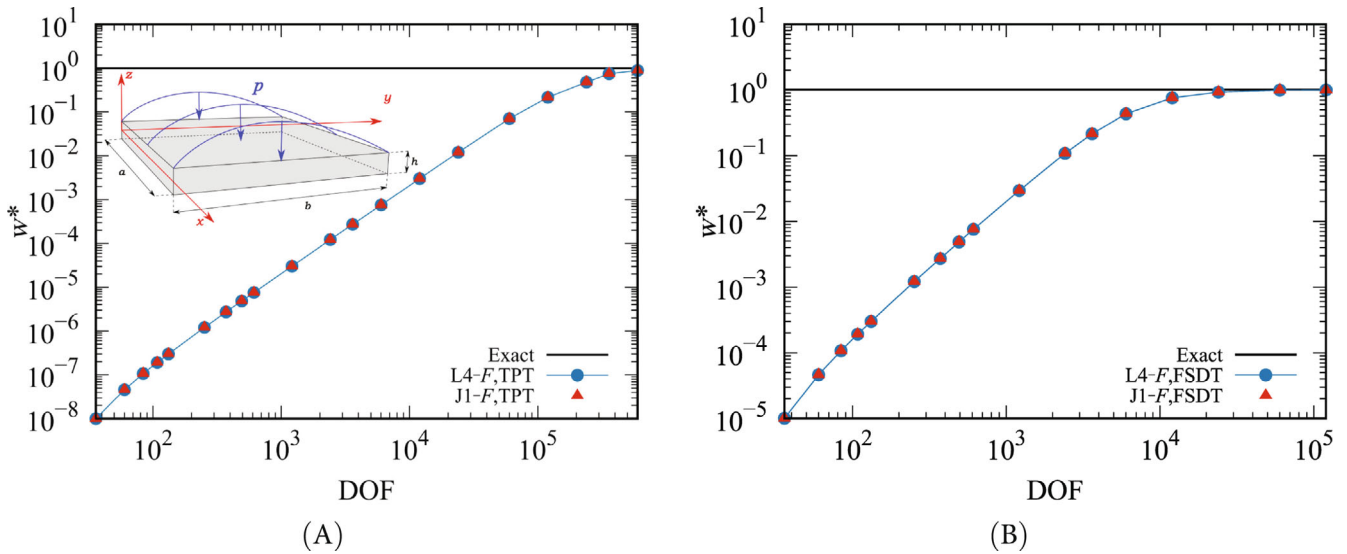 10^1
10^0
10^-1
10^-2
10^-3
10^-4
10^-5
10^-6
10^-7
10^-8
w*
z
p
y
a
h
b
x
Exact
L4-F,TPT
J1-F,TPT
10^2
10^3
10^4
10^5
DOF
(A)
10^1
10^0
10^-1
10^-2
10^-3
10^-4
10^-5
w*
Exact
L4-F,FSDT
J1-F,FSDT
10^2
10^3
10^4
10^5
DOF
(B)